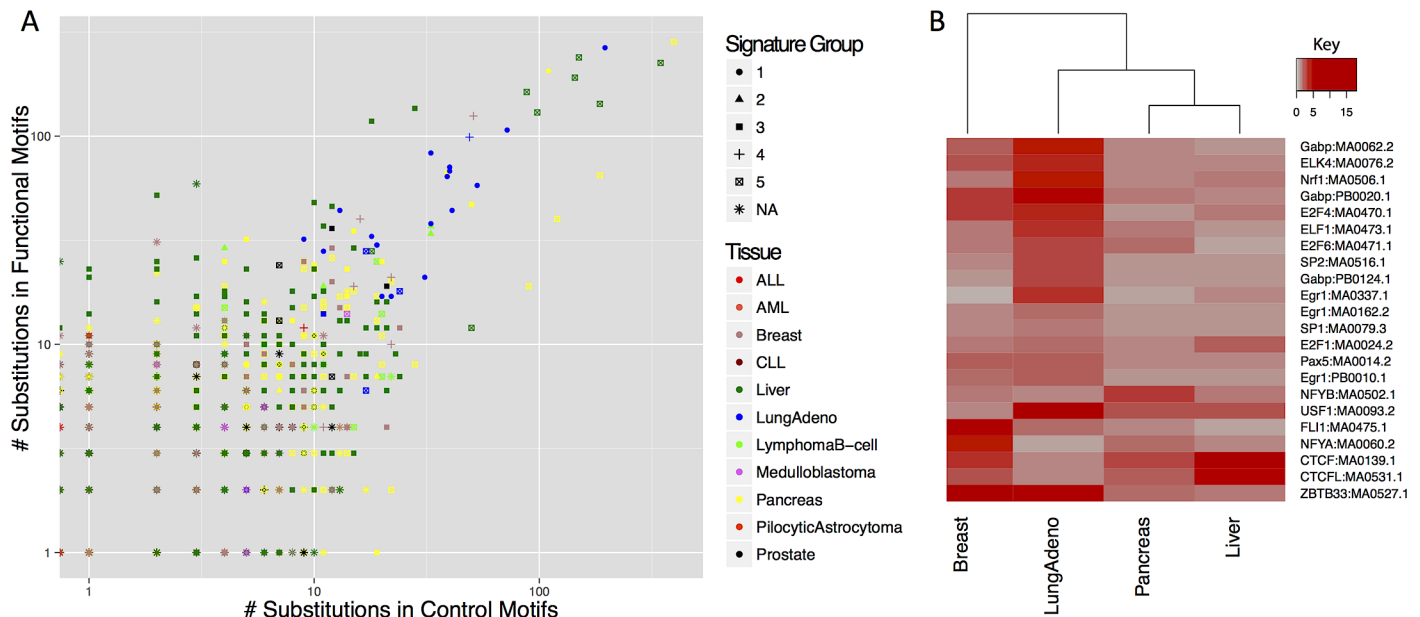 A
# Substitutions in Functional Motifs
100
10
1
1
10
100
# Substitutions in Control Motifs
Signature Group
1
2
3
4
5
NA
Tissue
ALL
AML
Breast
CLL
Liver
LungAdeno
LymphomaB-cell
Medulloblastoma
Pancreas
PilocyticAstrocytoma
Prostate
B
Key
0 5 15
Gabp:MA0062.2
ELK4:MA0076.2
Nrf1:MA0506.1
Gabp:PB0020.1
E2F4:MA0470.1
ELF1:MA0473.1
E2F6:MA0471.1
SP2:MA0516.1
Gabp:PB0124.1
Egr1:MA0337.1
Egr1:MA0162.2
SP1:MA0079.3
E2F1:MA0024.2
Pax5:MA0014.2
Egr1:PB0010.1
NFYB:MA0502.1
USF1:MA0093.2
FLI1:MA0475.1
NFYA:MA0060.2
CTCF:MA0139.1
CTCFL:MA0531.1
ZBTB33:MA0527.1
Breast
LungAdeno
Pancreas
Liver